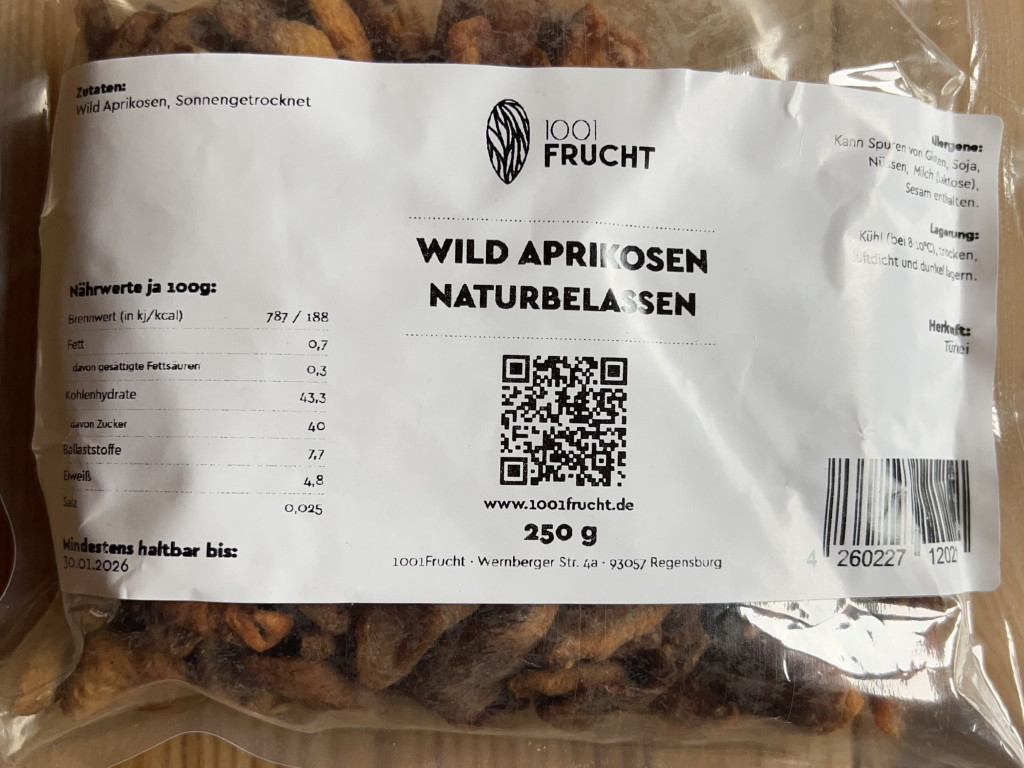 Zutaten:
Wild Aprikosen, Sonnengetrocknet
Nährwerte ja 100g:
Brennwert (in kj/kcal) 787 / 188
Fett 0,7
davon gesättigte Fettsäuren 0,3
Kohlenhydrate 43,3
davon Zucker 40
Ballaststoffe 7,7
Eiweiß 4,8
Salz 0,025
Mindestens haltbar bis:
30.01.2026
1001
FRUCHT
WILD APRIKOSEN
NATURBELASSEN
www.1001frucht.de
250 g
1001Frucht · Wernberger Str. 4a · 93057 Regensburg
Allergene:
Kann Spuren von Soja,
Nüssen, Milch (Laktose),
Sesam enthalten.
Lagerung:
Kühl (bei 8-10°C), trocken,
luftdicht und dunkel lagern.
Herkunft:
Türkei
4 260227